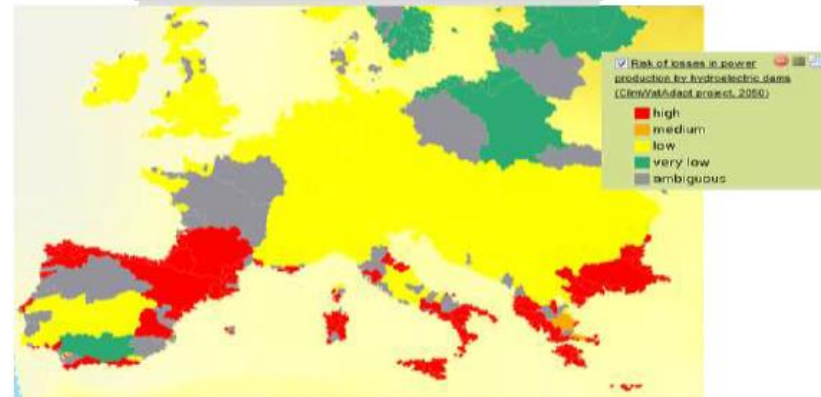 Risk of losses in power
production by hydroelectric dams
(ClimWatAdapt project, 2050)
high
medium
low
very low
ambiguous